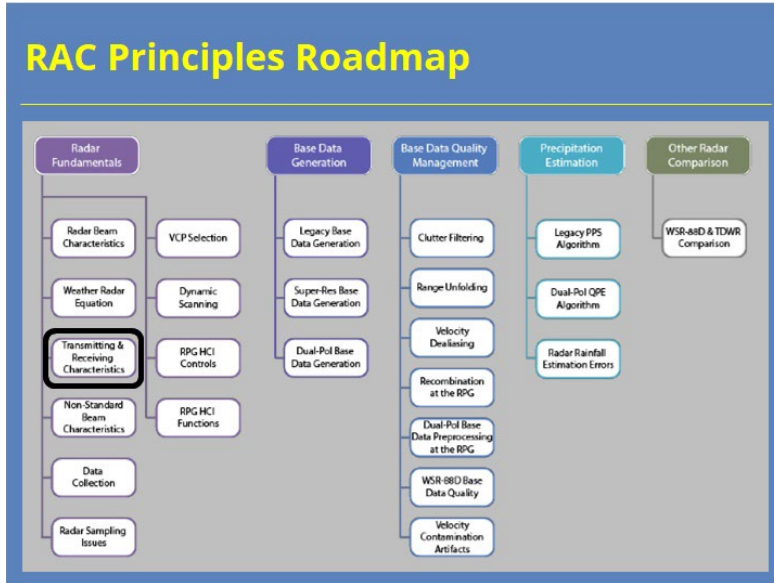 RAC Principles Roadmap
Radar
Fundamentals
Radar Beam
Characteristics
Weather Radar
Equation
Transmitting &
Receiving
Characteristics
Non-Standard
Beam
Characteristics
Data
Collection
Radar Sampling
Issues
VCP Selection
Dynamic
Scanning
RPG HCI
Controls
RPG HCI
Functions
Base Data
Generation
Legacy Base
Data Generation
Super-Res Base
Data Generation
Dual-Pol Base
Data Generation
Base Data Quality
Management
Clutter Filtering
Range Unfolding
Velocity
Dealiasing
Recombination
at the RPG
Dual-Pol Base
Data Preprocessing
at the RPG
WSR-88D Base
Data Quality
Velocity
Contamination
Artifacts
Precipitation
Estimation
Legacy PPS
Algorithm
Dual-Pol QPE
Algorithm
Radar Rainfall
Estimation Errors
Other Radar
Comparison
WSR-88D & TDWR
Comparison